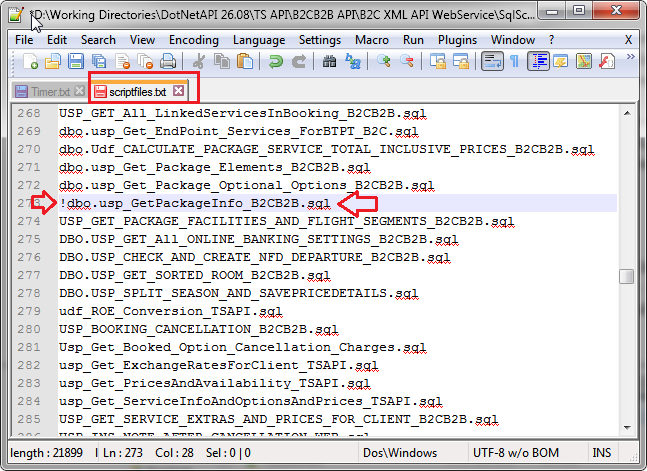 *D:\Working Directories\DotNetAPI 26.08\TS API\B2CB2B API\B2C XML API WebService\SqlSc...
File Edit Search View Encoding Language Settings Macro Run Plugins Window ? X
Timer.txt scriptfiles.txt
268 USP_GET_All_LinkedServicesInBooking_B2CB2B.sql
269 dbo.usp_Get_EndPoint_Services_ForBTPT_B2C.sql
270 dbo.Udf_CALCULATE_PACKAGE_SERVICE_TOTAL_INCLUSIVE_PRICES_B2CB2B.sql
271 dbo.usp_Get_Package_Elements_B2CB2B.sql
272 dbo.usp_Get_Package_Optional_Options_B2CB2B.sql
273 !dbo.usp_GetPackageInfo_B2CB2B.sql
274 USP_GET_PACKAGE_FACILITIES_AND_FLIGHT_SEGMENTS_B2CB2B.sql
275 DBO.USP_GET_All_ONLINE_BANKING_SETTINGS_B2CB2B.sql
276 DBO.USP_CHECK_AND_CREATE_NFD_DEPARTURE_B2CB2B.sql
277 DBO.USP_GET_SORTED_ROOM_B2CB2B.sql
278 DBO.USP_SPLIT_SEASON_AND_SAVEPRICEDETAILS.sql
279 udf_ROE_Conversion_TSAPI.sql
280 USP_BOOKING_CANCELLATION_B2CB2B.sql
281 Usp_Get_Booked_Option_Cancellation_Charges.sql
282 usp_Get_ExchangeRatesForClient_TSAPI.sql
283 usp_Get_PricesAndAvailability_TSAPI.sql
284 usp_Get_ServiceInfoAndOptionsAndPrices_TSAPI.sql
285 USP_GET_SERVICE_EXTRAS_AND_PRICES_FOR_CLIENT_B2CB2B.sql
286 USP_INS_NOTE_AFTER_CANCELLATION_WEB.sql
length : 21899 l Ln : 273 Col : 28 Sel : 0 | 0 Dos\Windows UTF-8 w/o BOM INS